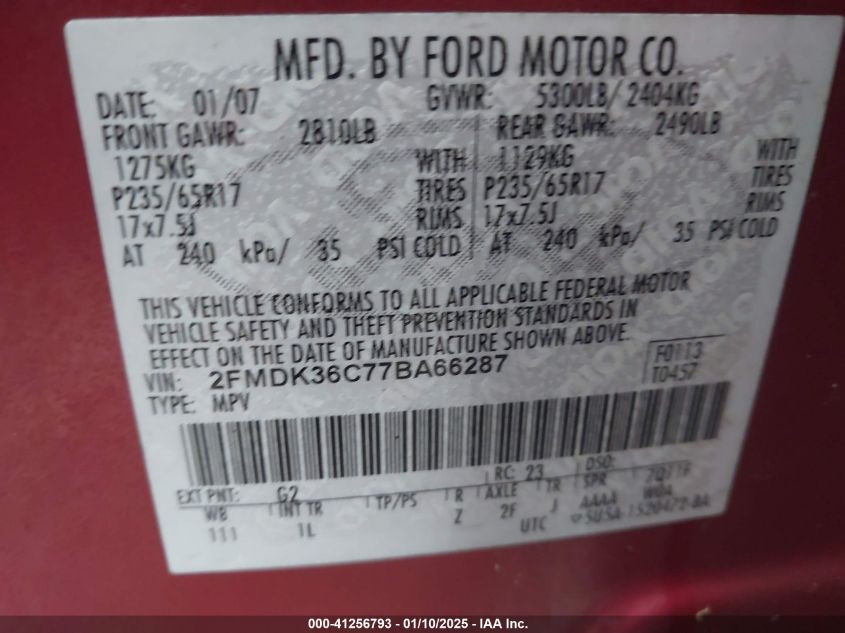 MFD. BY FORD MOTOR CO.
DATE: 01/07 GVWR: 5300LB/ 2404KG
FRONT GAWR: 2810LB REAR GAWR: 2490LB
1275KG WITH 1129KG WITH
P235/65R17 TIRES P235/65R17 TIRES
17x7.5J RIMS 17x7.5J RIMS
AT 240 kPa/ 35 PSI COLD AT 240 kPa/ 35 PSI COLD
THIS VEHICLE CONFORMS TO ALL APPLICABLE FEDERAL MOTOR
VEHICLE SAFETY AND THEFT PREVENTION STANDARDS IN
EFFECT ON THE DATE OF MANUFACTURE SHOWN ABOVE.
VIN: 2FMDK36C77BA66287 F0113
TYPE: MPV T0457
EXT PNT: G2 RC: 23 DSO:
WB INT TR TP/PS R AXLE TR SPR
111 1L Z 2F J AAAA
UTC
000-41256793 - 01/10/2025 - IAA Inc.